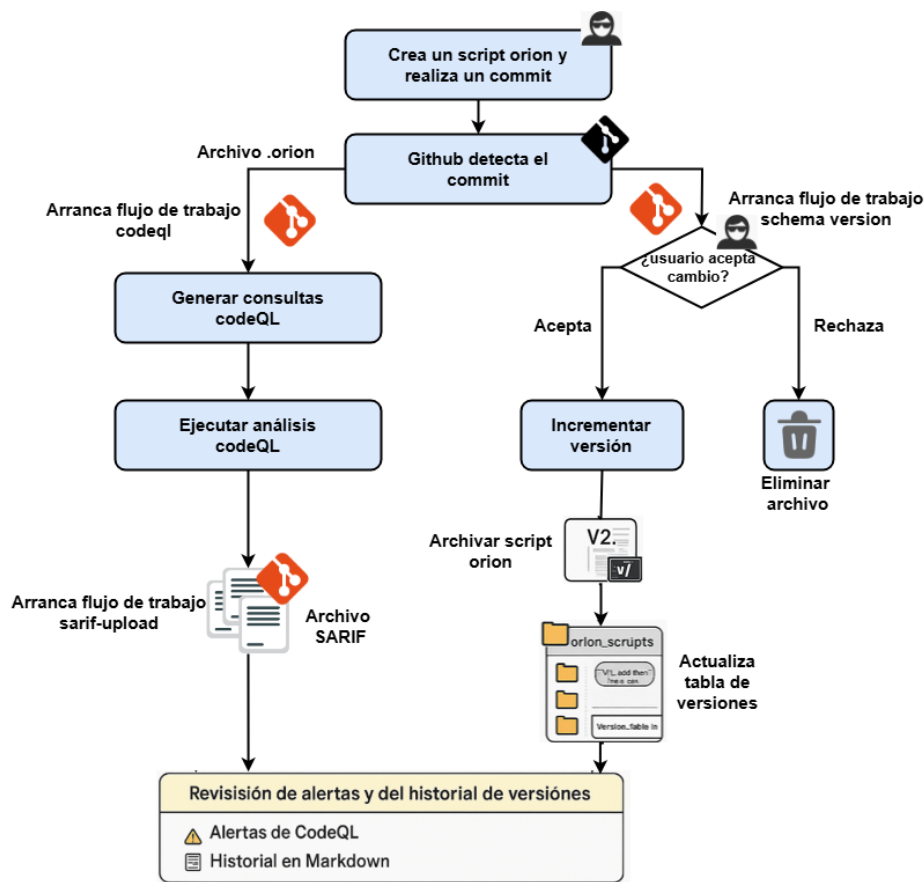 Crea un script orion y
realiza un commit
Github detecta el
commit
Archivo .orion
Arranca flujo de trabajo
codeql
Arranca flujo de trabajo
schema version
¿usuario acepta
cambio?
Generar consultas
codeQL
Acepta
Rechaza
Ejecutar análisis
codeQL
Incrementar
versión
Eliminar
archivo
Archivar script
orion
V2.
v/
Arranca flujo de trabajo
sarif-upload
Archivo
SARIF
orlon_scrupts
add then
Actualiza
tabla de
versiones
Revisisión de alertas y del historial de versiónes
Alertas de CodeQL
Historial en Markdown